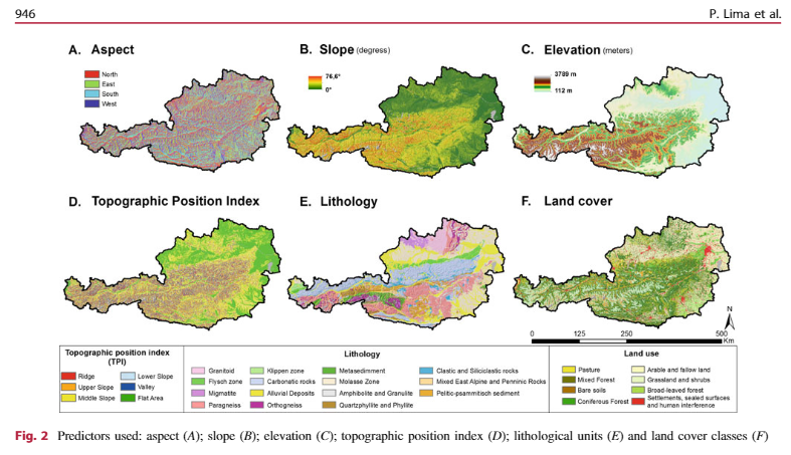 946
P. Lima et al.
A. Aspect
North
East
South
West
B. Slope (degrees)
76,6°
0°
C. Elevation (meters)
3789 m
112 m
D. Topographic Position Index
E. Lithology
F. Land cover
N
0 125 250 500
Km
Topographic position index
(TPI)
Ridge
Upper Slope
Middle Slope
Lower Slope
Valley
Flat Area
Lithology
Granitoid
Flysch zone
Migmatite
Paragneiss
Klippen zone
Carbonatic rocks
Alluvial Deposits
Orthogneiss
Metasedinment
Molasse Zone
Amphibolite and Granulite
Quartzphyllite and Phyllite
Clastic and Siliciclastic rocks
Mixed East Alpine and Penninic Rocks
Pelitic-psammitisch sediment
Land use
Pasture
Mixed Forest
Bare soils
Coniferous Forest
Arable and fallow land
Grassland and shrubs
Broad-leaved forest
Settlements, sealed surfaces
and human interference
Fig. 2 Predictors used: aspect (A); slope (B); elevation (C); topographic position index (D); lithological units (E) and land cover classes (F)